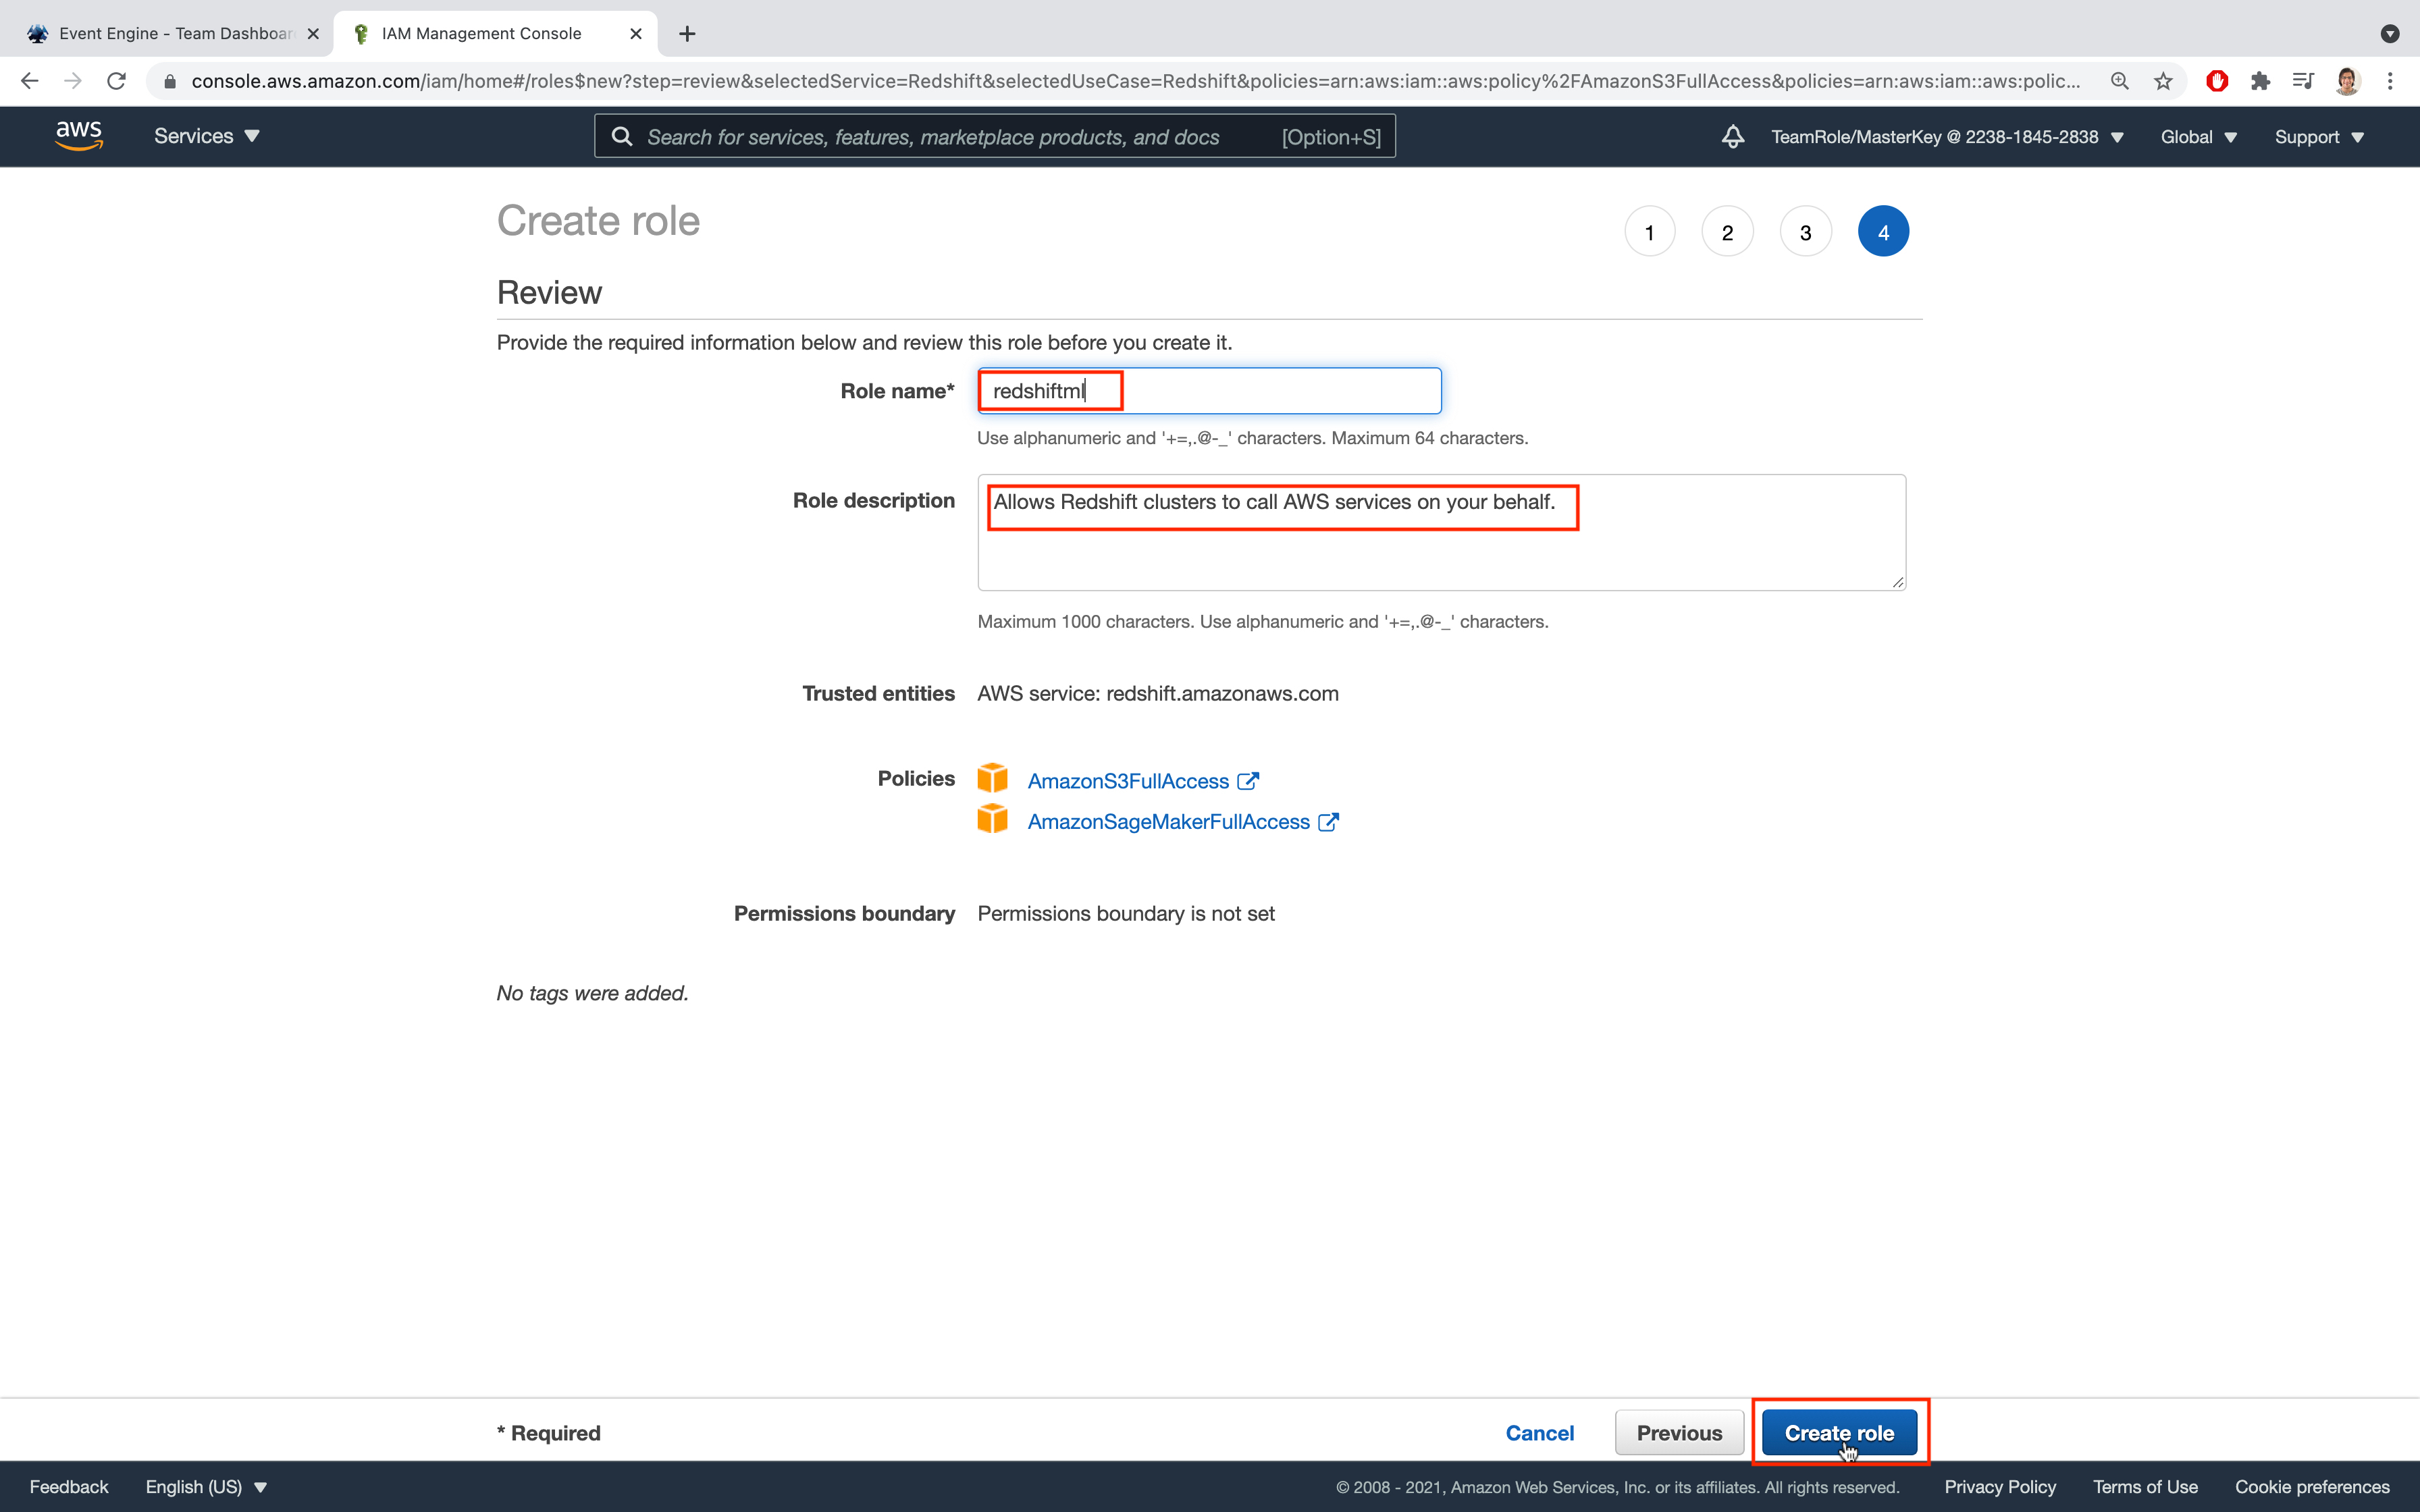 Event Engine - Team Dashboar
IAM Management Console
console.aws.amazon.com/iam/home#/roles$new?step=review&selectedService=Redshift&selectedUseCase=Redshift&policies=arn:aws:iam::aws:policy%2FAmazonS3FullAccess&policies=arn:aws:iam::aws:polic...
aws
Services
Search for services, features, marketplace products, and docs [Option+S]
TeamRole/MasterKey @ 2238-1845-2838
Global
Support
Create role
1 2 3 4
Review
Provide the required information below and review this role before you create it.
Role name* redshiftml
Use alphanumeric and '+=,.@-_' characters. Maximum 64 characters.
Role description Allows Redshift clusters to call AWS services on your behalf.
Maximum 1000 characters. Use alphanumeric and '+=,.@-_' characters.
Trusted entities AWS service: redshift.amazonaws.com
Policies AmazonS3FullAccess
AmazonSageMakerFullAccess
Permissions boundary Permissions boundary is not set
No tags were added.
* Required
Cancel
Previous
Create role
Feedback
English (US)
© 2008 - 2021, Amazon Web Services, Inc. or its affiliates. All rights reserved.
Privacy Policy
Terms of Use
Cookie preferences